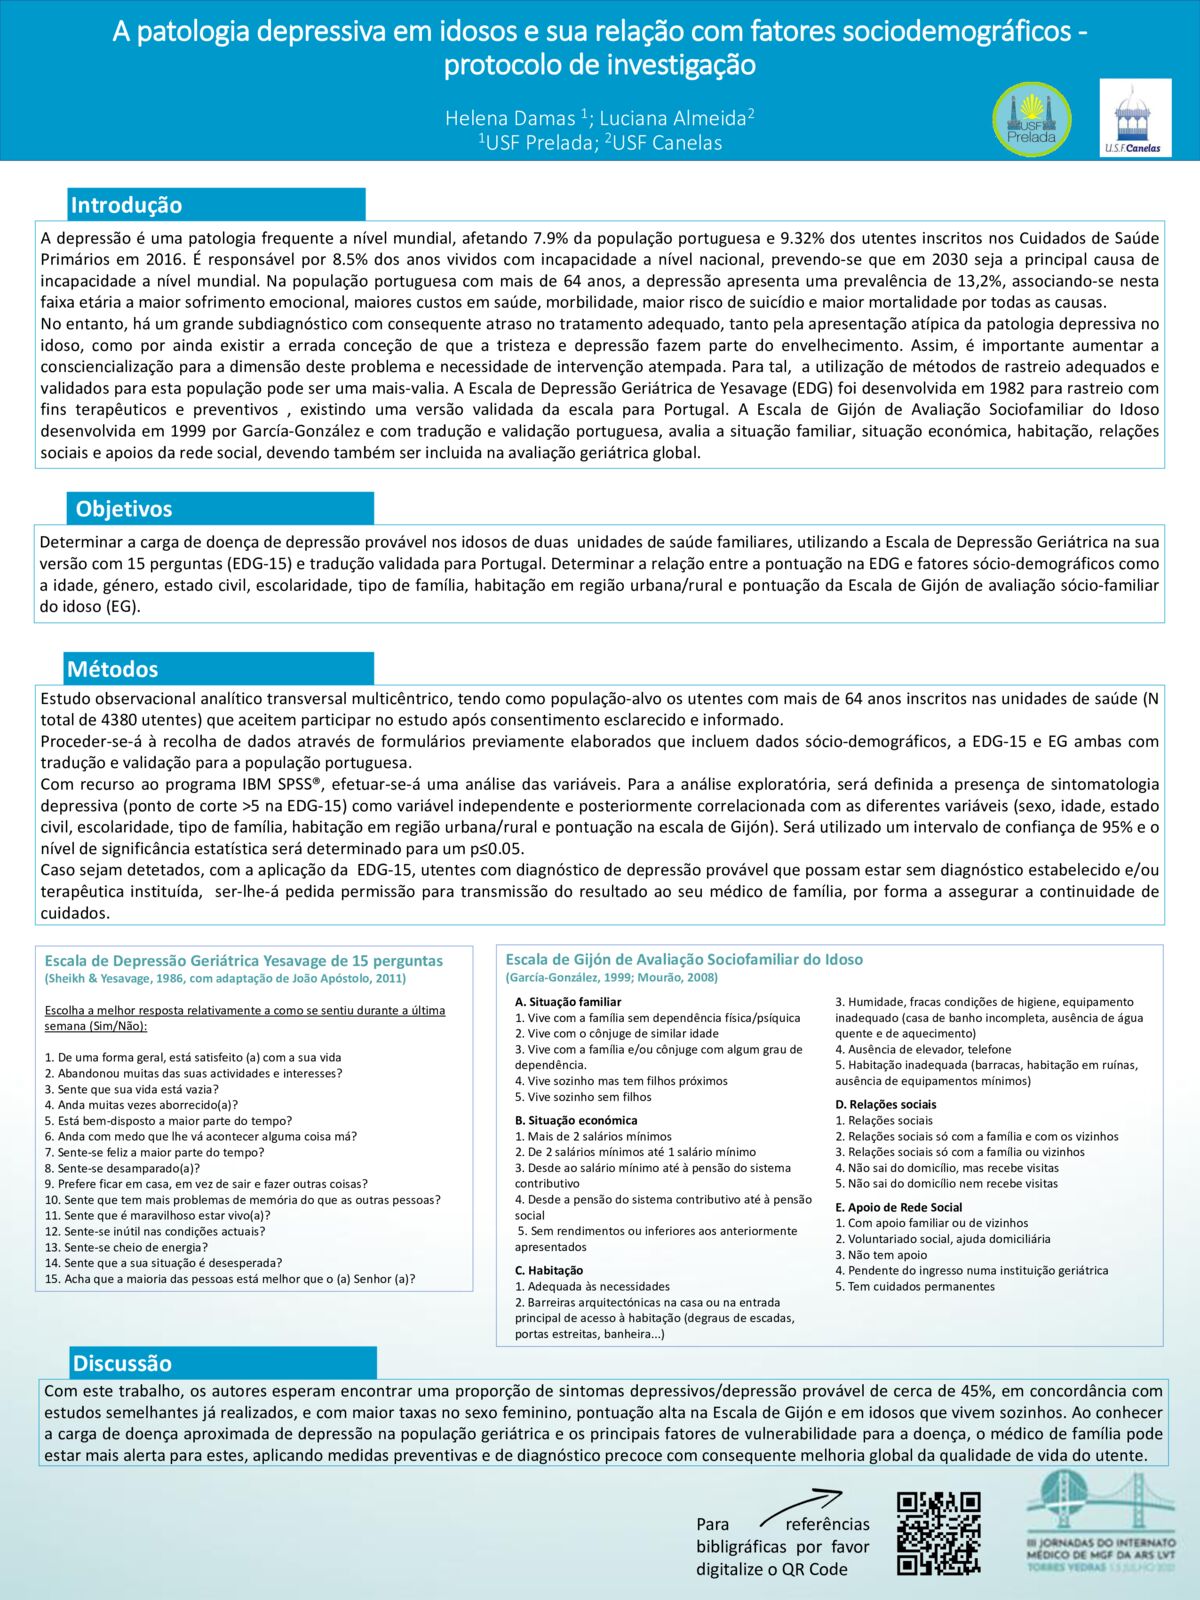 A patologia depressiva em idosos e sua relação com fatores sociodemográficos -
protocolo de investigação
Helena Damas 1; Luciana Almeida2
1USF Prelada; 2USF Canelas
USF
Prelada
U.S.F. Canelas
Introdução
A depressão é uma patologia frequente a nível mundial, afetando 7.9% da população portuguesa e 9.32% dos utentes inscritos nos Cuidados de Saúde
Primários em 2016. É responsável por 8.5% dos anos vividos com incapacidade a nível nacional, prevendo-se que em 2030 seja a principal causa de
incapacidade a nível mundial. Na população portuguesa com mais de 64 anos, a depressão apresenta uma prevalência de 13,2%, associando-se nesta
faixa etária a maior sofrimento emocional, maiores custos em saúde, morbilidade, maior risco de suicídio e maior mortalidade por todas as causas.
No entanto, há um grande subdiagnóstico com consequente atraso no tratamento adequado, tanto pela apresentação atípica da patologia depressiva no
idoso, como por ainda existir a errada conceção de que a tristeza e depressão fazem parte do envelhecimento. Assim, é importante aumentar a
consciencialização para a dimensão deste problema e necessidade de intervenção atempada. Para tal, a utilização de métodos de rastreio adequados e
validados para esta população pode ser uma mais-valia. A Escala de Depressão Geriátrica de Yesavage (EDG) foi desenvolvida em 1982 para rastreio com
fins terapêuticos e preventivos , existindo uma versão validada da escala para Portugal. A Escala de Gijón de Avaliação Sociofamiliar do Idoso
desenvolvida em 1999 por García-González e com tradução e validação portuguesa, avalia a situação familiar, situação económica, habitação, relações
sociais e apoios da rede social, devendo também ser incluida na avaliação geriátrica global.
Objetivos
Determinar a carga de doença de depressão provável nos idosos de duas unidades de saúde familiares, utilizando a Escala de Depressão Geriátrica na sua
versão com 15 perguntas (EDG-15) e tradução validada para Portugal. Determinar a relação entre a pontuação na EDG e fatores sócio-demográficos como
a idade, género, estado civil, escolaridade, tipo de família, habitação em região urbana/rural e pontuação da Escala de Gijón de avaliação sócio-familiar
do idoso (EG).
Métodos
Estudo observacional analítico transversal multicêntrico, tendo como população-alvo os utentes com mais de 64 anos inscritos nas unidades de saúde (N
total de 4380 utentes) que aceitem participar no estudo após consentimento esclarecido e informado.
Proceder-se-á à recolha de dados através de formulários previamente elaborados que incluem dados sócio-demográficos, a EDG-15 e EG ambas com
tradução e validação para a população portuguesa.
Com recurso ao programa IBM SPSS®, efetuar-se-á uma análise das variáveis. Para a análise exploratória, será definida a presença de sintomatologia
depressiva (ponto de corte >5 na EDG-15) como variável independente e posteriormente correlacionada com as diferentes variáveis (sexo, idade, estado
civil, escolaridade, tipo de família, habitação em região urbana/rural e pontuação na escala de Gijón). Será utilizado um intervalo de confiança de 95% e o
nível de significância estatística será determinado para um p≤0.05.
Caso sejam detetados, com a aplicação da EDG-15, utentes com diagnóstico de depressão provável que possam estar sem diagnóstico estabelecido e/ou
terapêutica instituída, ser-lhe-á pedida permissão para transmissão do resultado ao seu médico de família, por forma a assegurar a continuidade de
cuidados.
Escala de Depressão Geriátrica Yesavage de 15 perguntas
(Sheikh & Yesavage, 1986, com adaptação de João Apóstolo, 2011)
Escolha a melhor resposta relativamente a como se sentiu durante a última
semana (Sim/Não):
1. De uma forma geral, está satisfeito (a) com a sua vida
2. Abandonou muitas das suas actividades e interesses?
3. Sente que sua vida está vazia?
4. Anda muitas vezes aborrecido(a)?
5. Está bem-disposto a maior parte do tempo?
6. Anda com medo que lhe vá acontecer alguma coisa má?
7. Sente-se feliz a maior parte do tempo?
8. Sente-se desamparado(a)?
9. Prefere ficar em casa, em vez de sair e fazer outras coisas?
10. Sente que tem mais problemas de memória do que as outras pessoas?
11. Sente que é maravilhoso estar vivo(a)?
12. Sente-se inútil nas condições actuais?
13. Sente-se cheio de energia?
14. Sente que a sua situação é desesperada?
15. Acha que a maioria das pessoas está melhor que o (a) Senhor (a)?
Escala de Gijón de Avaliação Sociofamiliar do Idoso
(García-González, 1999; Mourão, 2008)
A. Situação familiar
1. Vive com a família sem dependência física/psíquica
2. Vive com o cônjuge de similar idade
3. Vive com a família e/ou cônjuge com algum grau de
dependência.
4. Vive sozinho mas tem filhos próximos
5. Vive sozinho sem filhos
B. Situação económica
1. Mais de 2 salários mínimos
2. De 2 salários mínimos até 1 salário mínimo
3. Desde ao salário mínimo até à pensão do sistema
contributivo
4. Desde a pensão do sistema contributivo até à pensão
social
5. Sem rendimentos ou inferiores aos anteriormente
apresentados
C. Habitação
1. Adequada às necessidades
2. Barreiras arquitectónicas na casa ou na entrada
principal de acesso à habitação (degraus de escadas,
portas estreitas, banheira...)
3. Humidade, fracas condições de higiene, equipamento
inadequado (casa de banho incompleta, ausência de água
quente e de aquecimento)
4. Ausência de elevador, telefone
5. Habitação inadequada (barracas, habitação em ruínas,
ausência de equipamentos mínimos)
D. Relações sociais
1. Relações sociais
2. Relações sociais só com a família e com os vizinhos
3. Relações sociais só com a família ou vizinhos
4. Não sai do domicílio, mas recebe visitas
5. Não sai do domicílio nem recebe visitas
E. Apoio de Rede Social
1. Com apoio familiar ou de vizinhos
2. Voluntariado social, ajuda domiciliária
3. Não tem apoio
4. Pendente do ingresso numa instituição geriátrica
5. Tem cuidados permanentes
Discussão
Com este trabalho, os autores esperam encontrar uma proporção de sintomas depressivos/depressão provável de cerca de 45%, em concordância com
estudos semelhantes já realizados, e com maior taxas no sexo feminino, pontuação alta na Escala de Gijón e em idosos que vivem sozinhos. Ao conhecer
a carga de doença aproximada de depressão na população geriátrica e os principais fatores de vulnerabilidade para a doença, o médico de família pode
estar mais alerta para estes, aplicando medidas preventivas e de diagnóstico precoce com consequente melhoria global da qualidade de vida do utente.
Para referências
bibligráficas por favor
digitalize o QR Code
III JORNADAS DO INTERNATO
MÉDICO DE MGF DA ARS LVT
TORRES VEDRAS